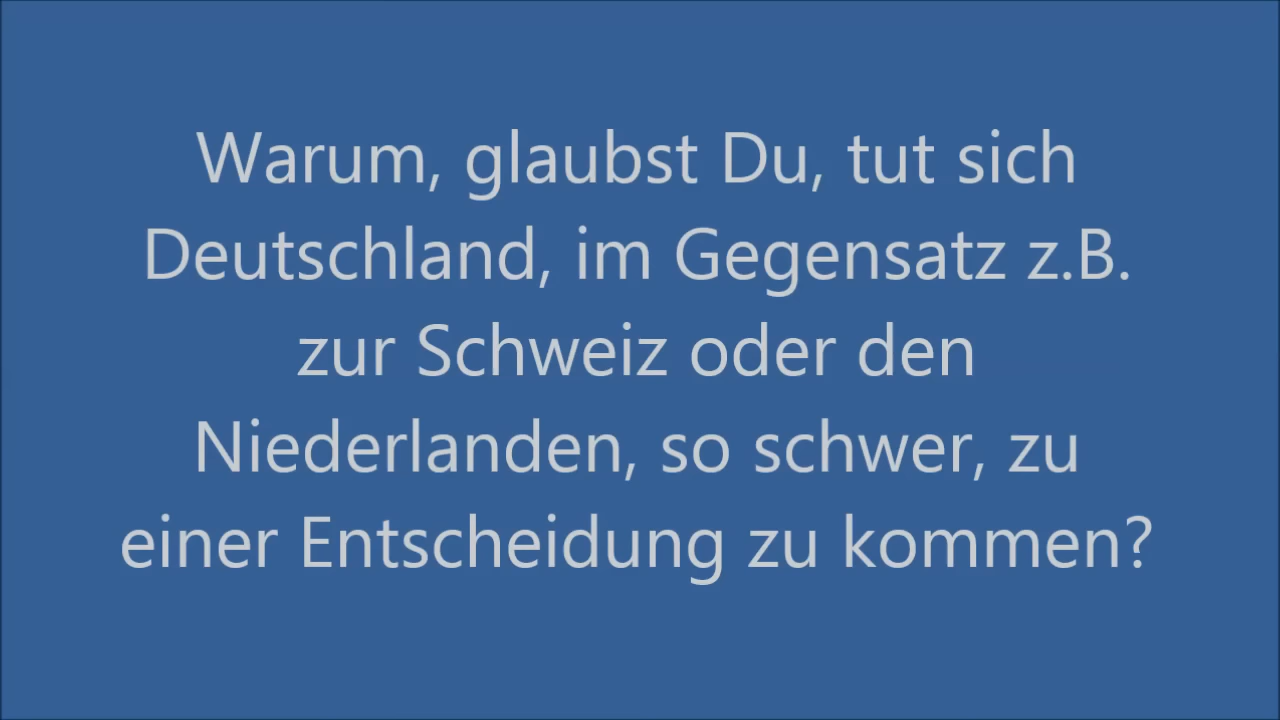 Warum, glaubst Du, tut sich
Deutschland, im Gegensatz z.B.
zur Schweiz oder den
Niederlanden, so schwer, zu
einer Entscheidung zu kommen?